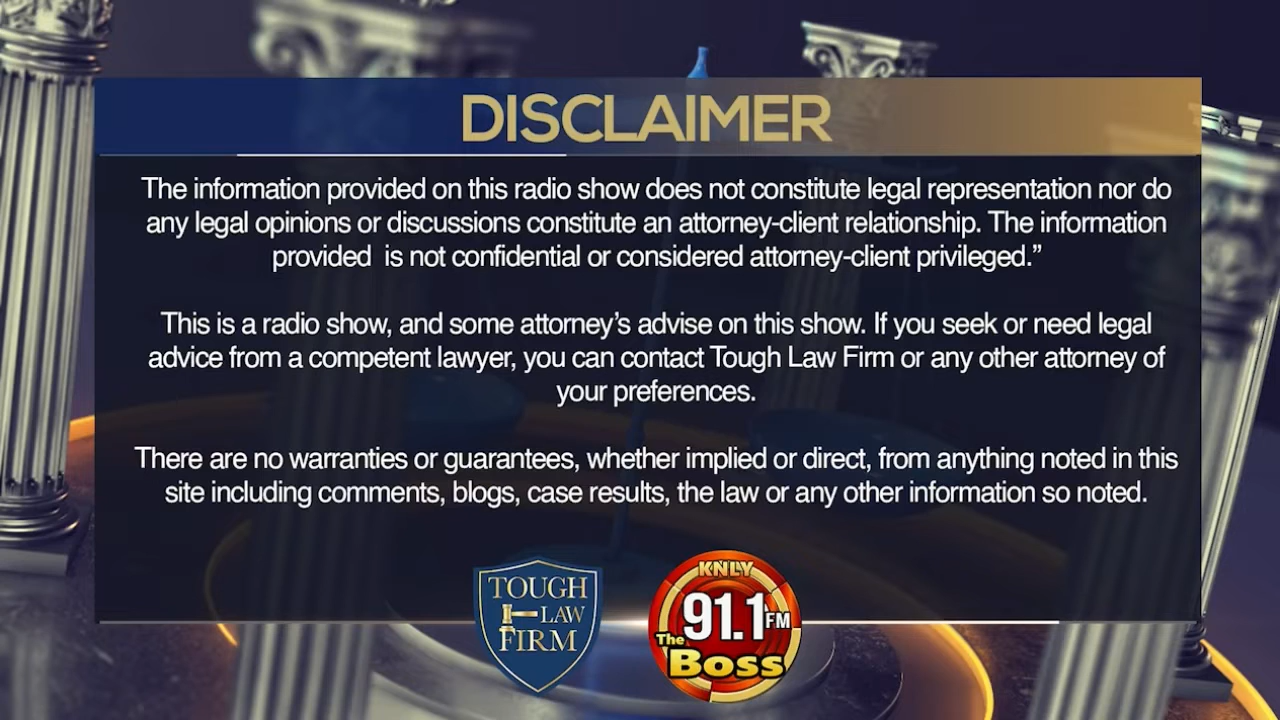 DISCLAIMER
The information provided on this radio show does not constitute legal representation nor do
any legal opinions or discussions constitute an attorney-client relationship. The information
provided  is not confidential or considered attorney-client privileged.”
This is a radio show, and some attorney’s advise on this show. If you seek or need legal
advice from a competent lawyer, you can contact Tough Law Firm or any other attorney of
your preferences.
There are no warranties or guarantees, whether implied or direct, from anything noted in this
site including comments, blogs, case results, the law or any other information so noted.
TOUGH
LAW
FIRM
KNLY
91.1 FM
The
Boss